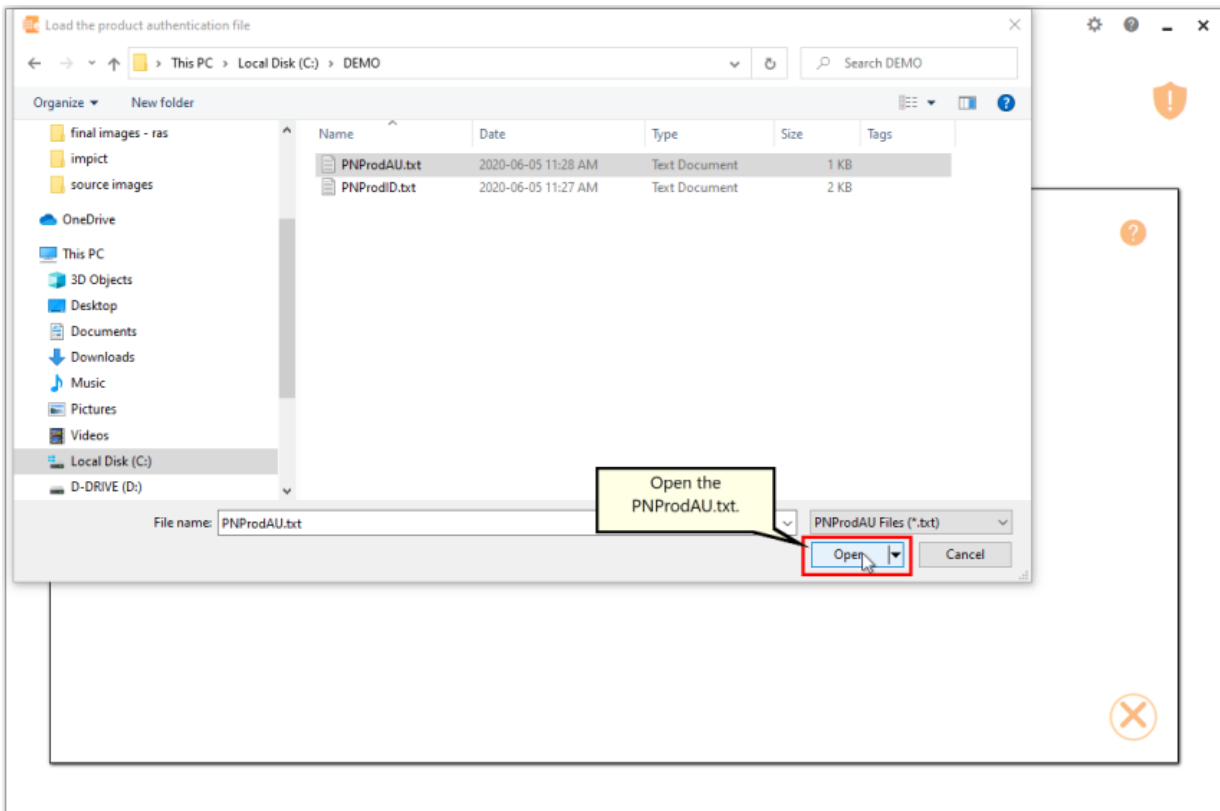 Load the product authentication file
This PC > Local Disk (C:) > DEMO
Search DEMO
Organize
New folder
final images - ras
impict
source images
OneDrive
This PC
3D Objects
Desktop
Documents
Downloads
Music
Pictures
Videos
Local Disk (C:)
D-DRIVE (D:)
Name Date Type Size Tags
PNProdAU.txt 2020-06-05 11:28 AM Text Document 1 KB
PNProdID.txt 2020-06-05 11:27 AM Text Document 2 KB
Open the
PNProdAU.txt.
File name: PNProdAU.txt
PNProdAU Files (*.txt)
Open
Cancel